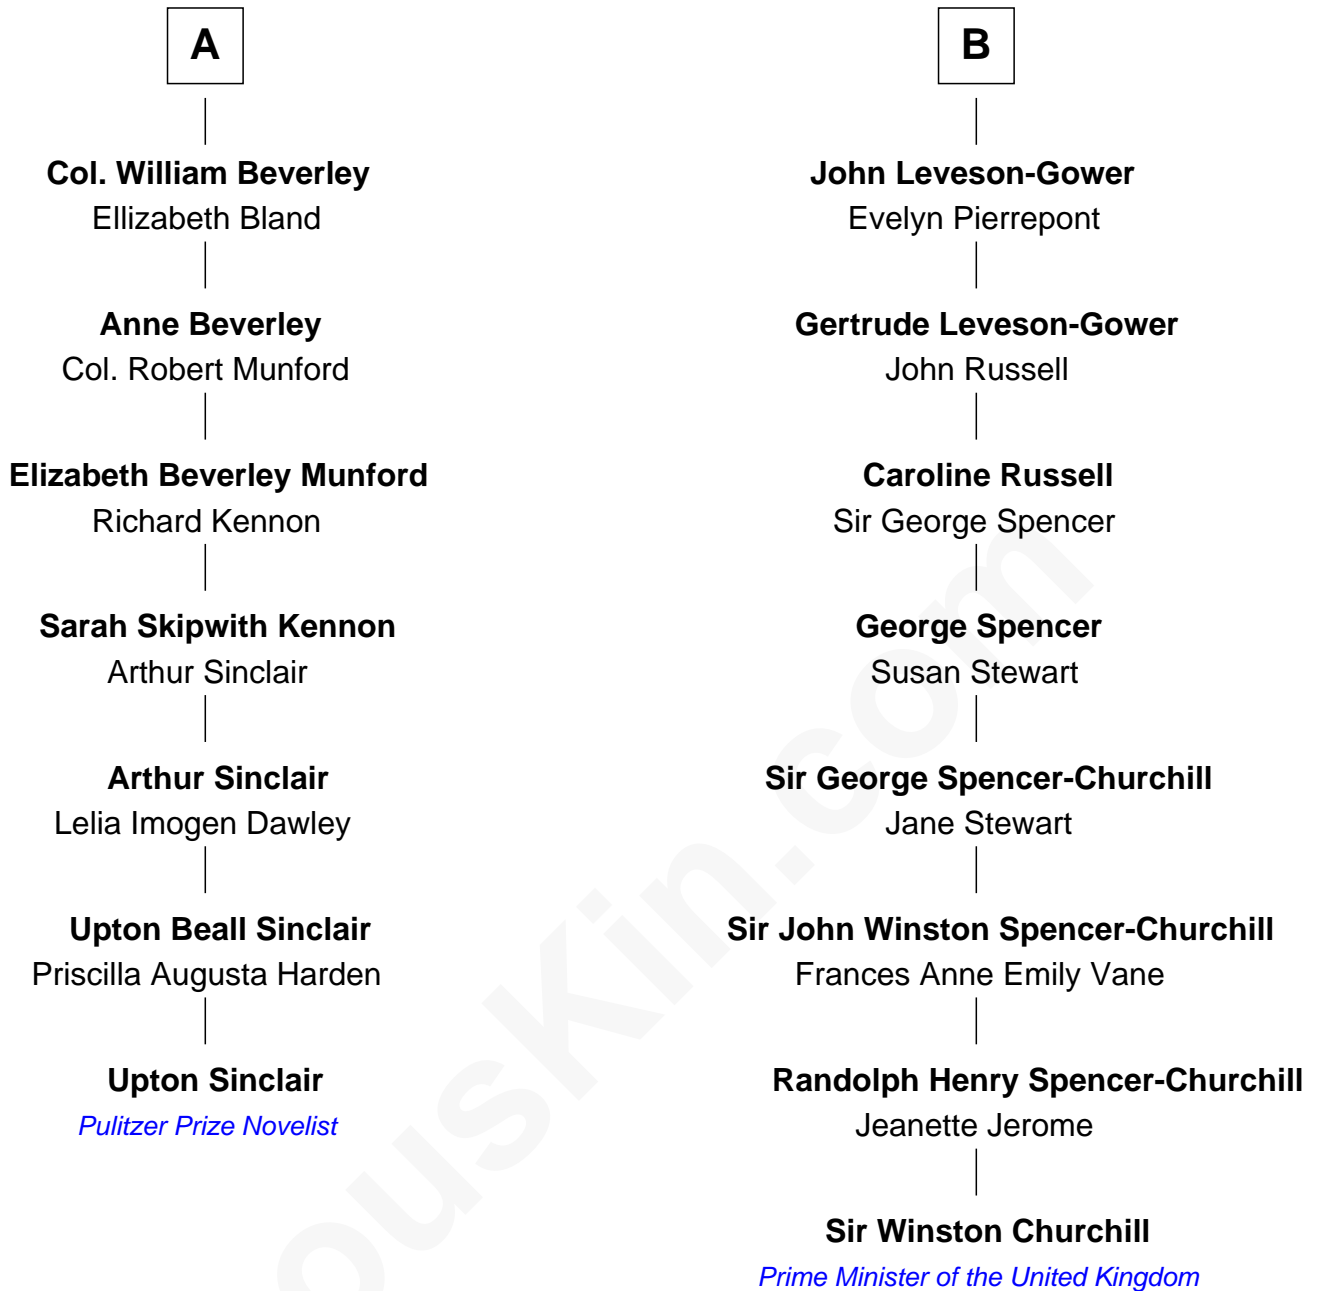 A
Col. William Beverley
Ellizabeth Bland
Anne Beverley
Col. Robert Munford
Elizabeth Beverley Munford
Richard Kennon
Sarah Skipwith Kennon
Arthur Sinclair
Arthur Sinclair
Lelia Imogen Dawley
Upton Beall Sinclair
Priscilla Augusta Harden
Upton Sinclair
Pulitzer Prize Novelist
B
John Leveson-Gower
Evelyn Pierrepont
Gertrude Leveson-Gower
John Russell
Caroline Russell
Sir George Spencer
George Spencer
Susan Stewart
Sir George Spencer-Churchill
Jane Stewart
Sir John Winston Spencer-Churchill
Frances Anne Emily Vane
Randolph Henry Spencer-Churchill
Jeanette Jerome
Sir Winston Churchill
Prime Minister of the United Kingdom
ousKin.com